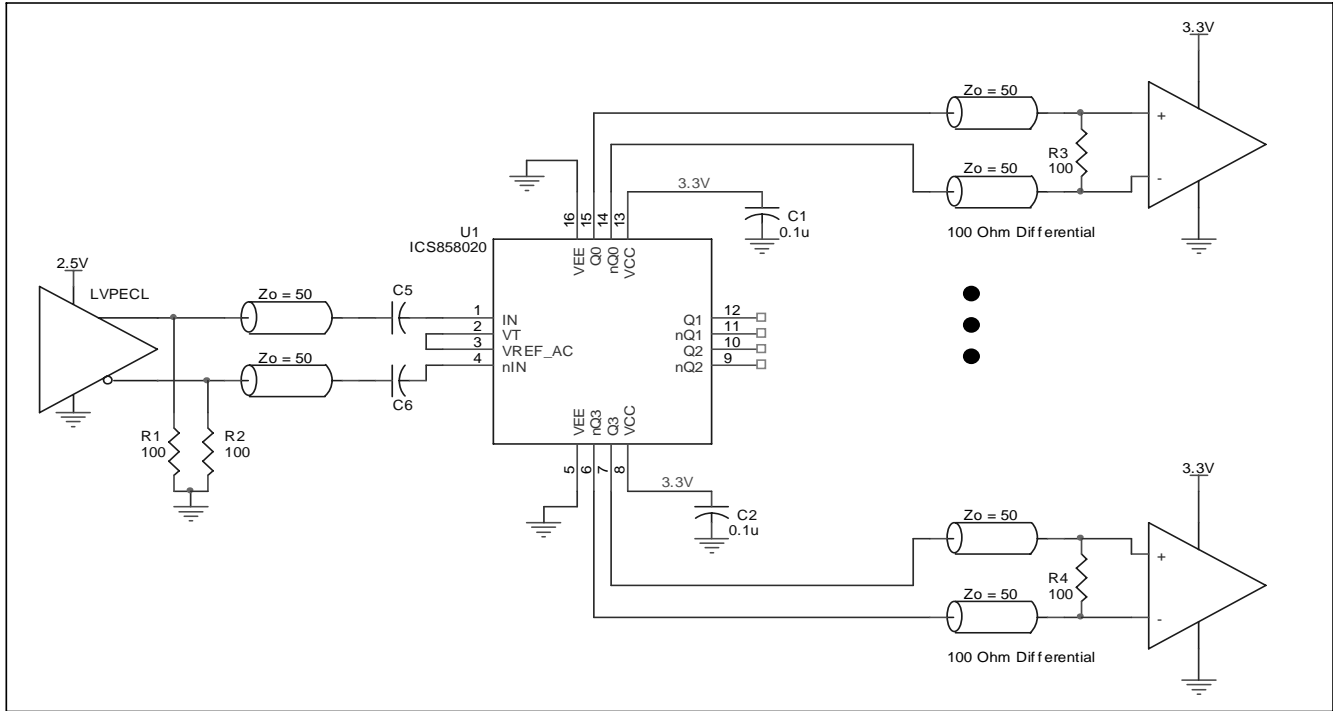 3.3V
Zo = 50
+
R3
100
-
Zo = 50
100 Ohm Differential
3.3V
C1
0.1u
16
15
14
13
U1
ICS858020
VEE
Q0
nQ0
VCC
2.5V
LVPECL
Zo = 50
C5
1
IN
2
VT
3
VREF_AC
4
nIN
Zo = 50
C6
Q1
12
nQ1
11
Q2
10
nQ2
9
R1
100
R2
100
VEE
nQ3
Q3
VCC
5
6
7
8
3.3V
C2
0.1u
3.3V
Zo = 50
+
R4
100
-
Zo = 50
100 Ohm Differential